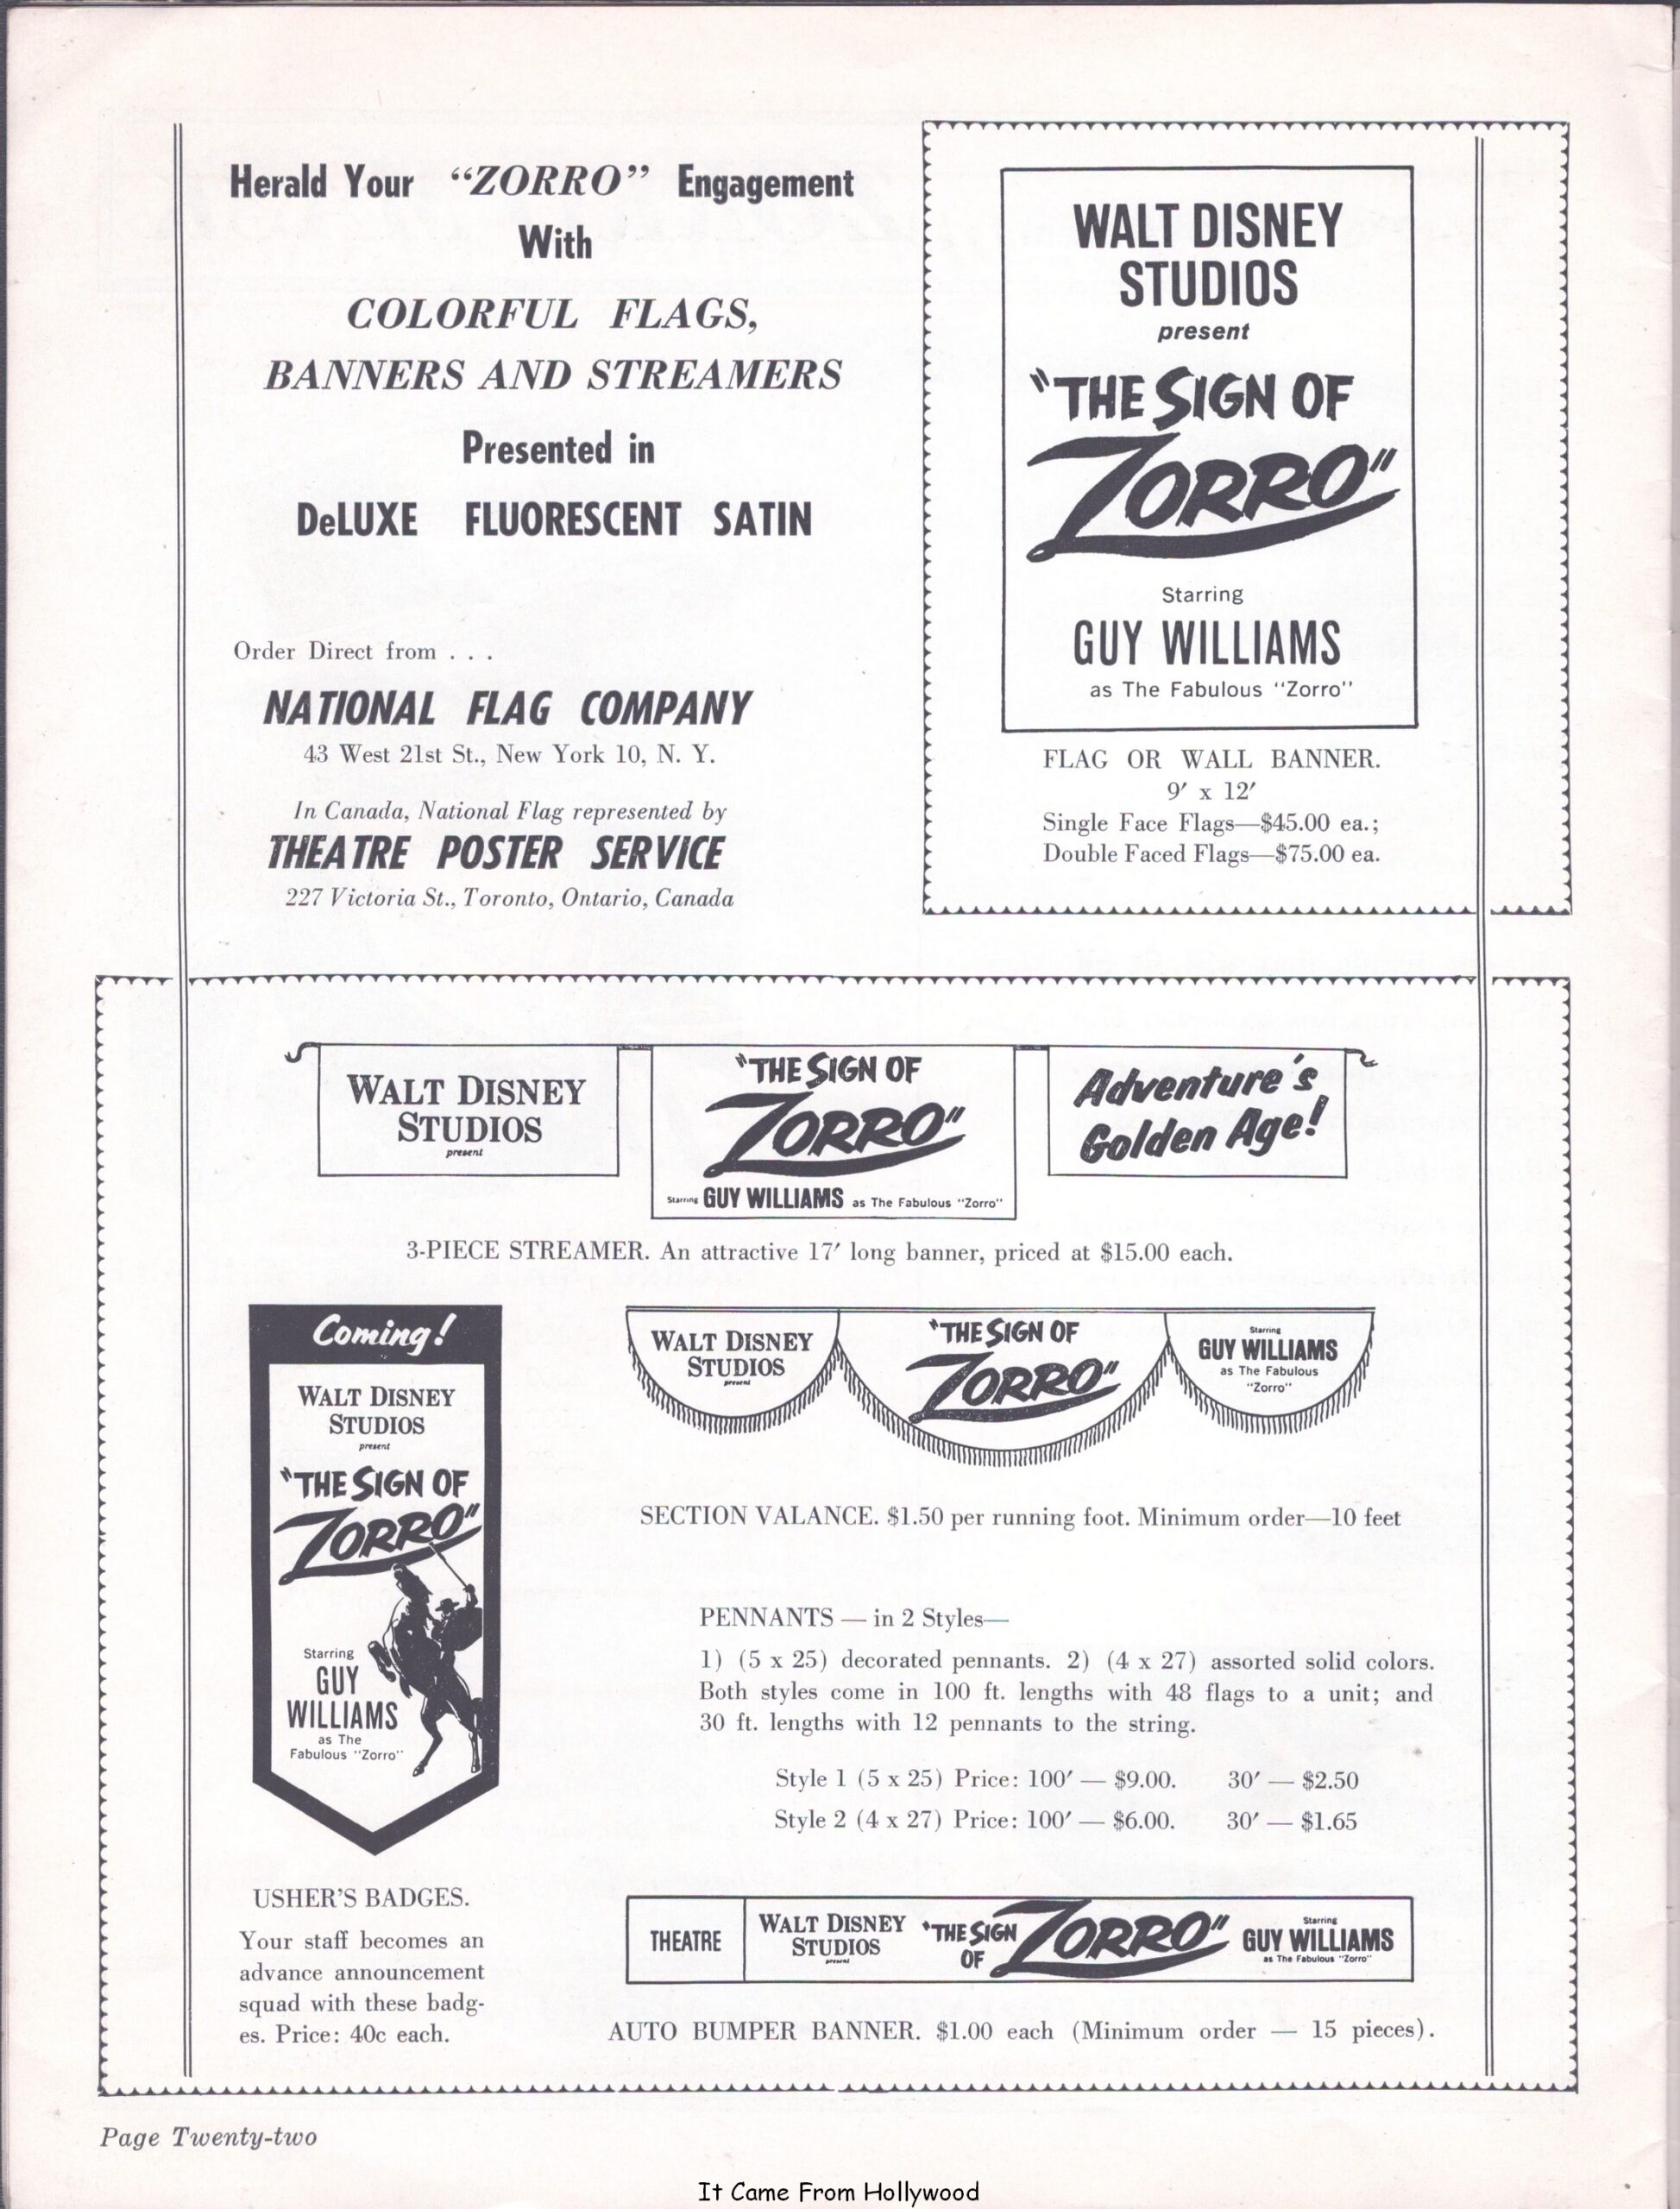 Herald Your “ZORRO” Engagement
With
COLORFUL FLAGS,
BANNERS AND STREAMERS
Presented in
DeLUXE FLUORESCENT SATIN
Order Direct from . . .
NATIONAL FLAG COMPANY
43 West 21st St., New York 10, N. Y.
In Canada, National Flag represented by
THEATRE POSTER SERVICE
227 Victoria St., Toronto, Ontario, Canada
WALT DISNEY
STUDIOS
present
"THE SIGN OF
ZORRO"
Starring
GUY WILLIAMS
as The Fabulous "Zorro"
FLAG OR WALL BANNER.
9′ x 12′
Single Face Flags—$45.00 ea.;
Double Faced Flags—$75.00 ea.
WALT DISNEY
STUDIOS
present
"THE SIGN OF
ZORRO"
Starring GUY WILLIAMS as The Fabulous "Zorro"
Adventure's
Golden Age!
3-PIECE STREAMER. An attractive 17′ long banner, priced at $15.00 each.
Coming!
WALT DISNEY
STUDIOS
present
"THE SIGN OF
ZORRO"
Starring
GUY
WILLIAMS
as The
Fabulous "Zorro"
USHER'S BADGES.
Your staff becomes an
advance announcement
squad with these badg-
es. Price: 40c each.
WALT DISNEY
STUDIOS
present
"THE SIGN OF
ZORRO"
Starring
GUY WILLIAMS
as The Fabulous
"Zorro"
SECTION VALANCE. $1.50 per running foot. Minimum order—10 feet
PENNANTS — in 2 Styles—
1) (5 x 25) decorated pennants. 2) (4 x 27) assorted solid colors.
Both styles come in 100 ft. lengths with 48 flags to a unit; and
30 ft. lengths with 12 pennants to the string.
Style 1 (5 x 25) Price: 100′ — $9.00. 30′ — $2.50
Style 2 (4 x 27) Price: 100′ — $6.00. 30′ — $1.65
THEATRE
WALT DISNEY
STUDIOS
present
"THE SIGN
OF
ZORRO"
Starring
GUY WILLIAMS
as The Fabulous "Zorro"
AUTO BUMPER BANNER. $1.00 each (Minimum order — 15 pieces).
Page Twenty-two
It Came From Hollywood